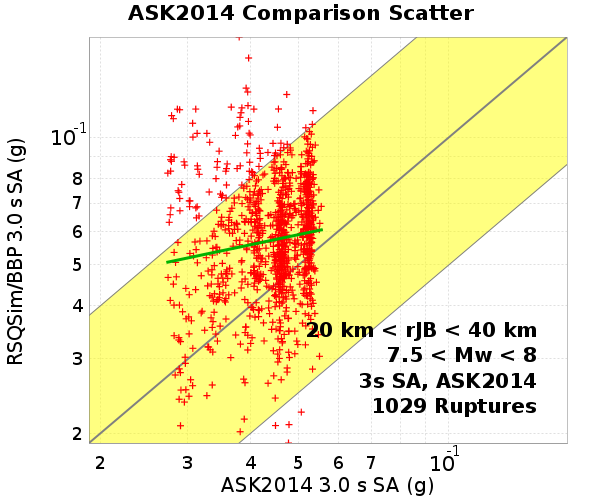 ASK2014 Comparison Scatter
RSQSim/BBP 3.0 s SA (g)
10⁻¹
8
7
6
5
4
3
2
20 km < rJB < 40 km
7.5 < Mw < 8
3s SA, ASK2014
1029 Ruptures
2 3 4 5 6 7 10⁻¹
ASK2014 3.0 s SA (g)